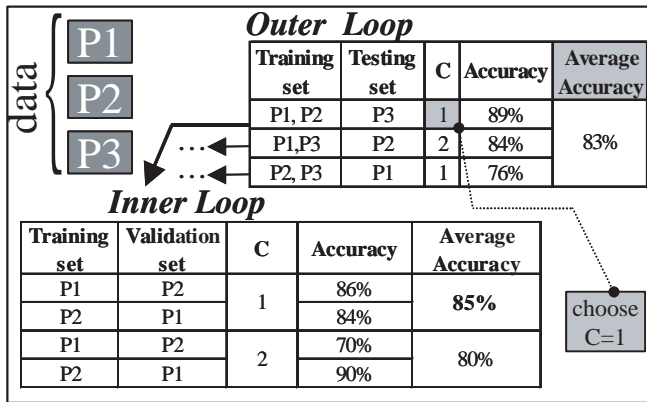 data
P1
P2
P3
Outer Loop
Training set | Testing set | C | Accuracy | Average Accuracy
P1, P2 | P3 | 1 | 89% | 83%
P1,P3 | P2 | 2 | 84%
P2, P3 | P1 | 1 | 76%
...
...
Inner Loop
Training set | Validation set | C | Accuracy | Average Accuracy
P1 | P2 | 1 | 86% | 85%
P2 | P1 | 84%
P1 | P2 | 2 | 70% | 80%
P2 | P1 | 90%
choose
C=1